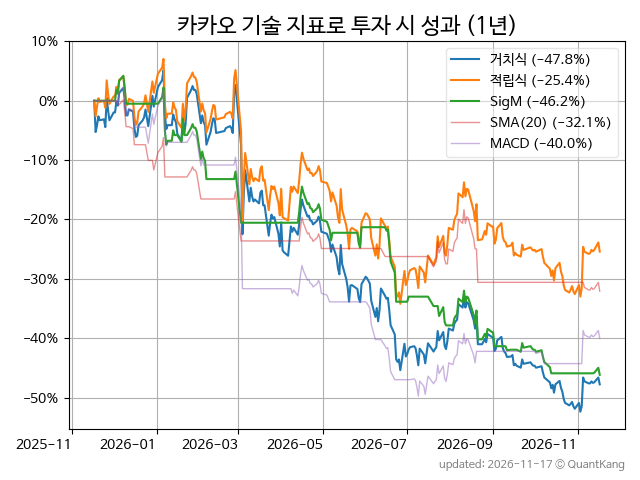 카카오 기술 지표로 투자 시 성과 (1년)
10%
0%
−10%
−20%
−30%
−40%
−50%
거치식 (−47.8%)
적립식 (−25.4%)
SigM (−46.2%)
SMA(20) (−32.1%)
MACD (−40.0%)
2025-11
2026-01
2026-03
2026-05
2026-07
2026-09
2026-11
updated: 2026-11-17 © QuantKang